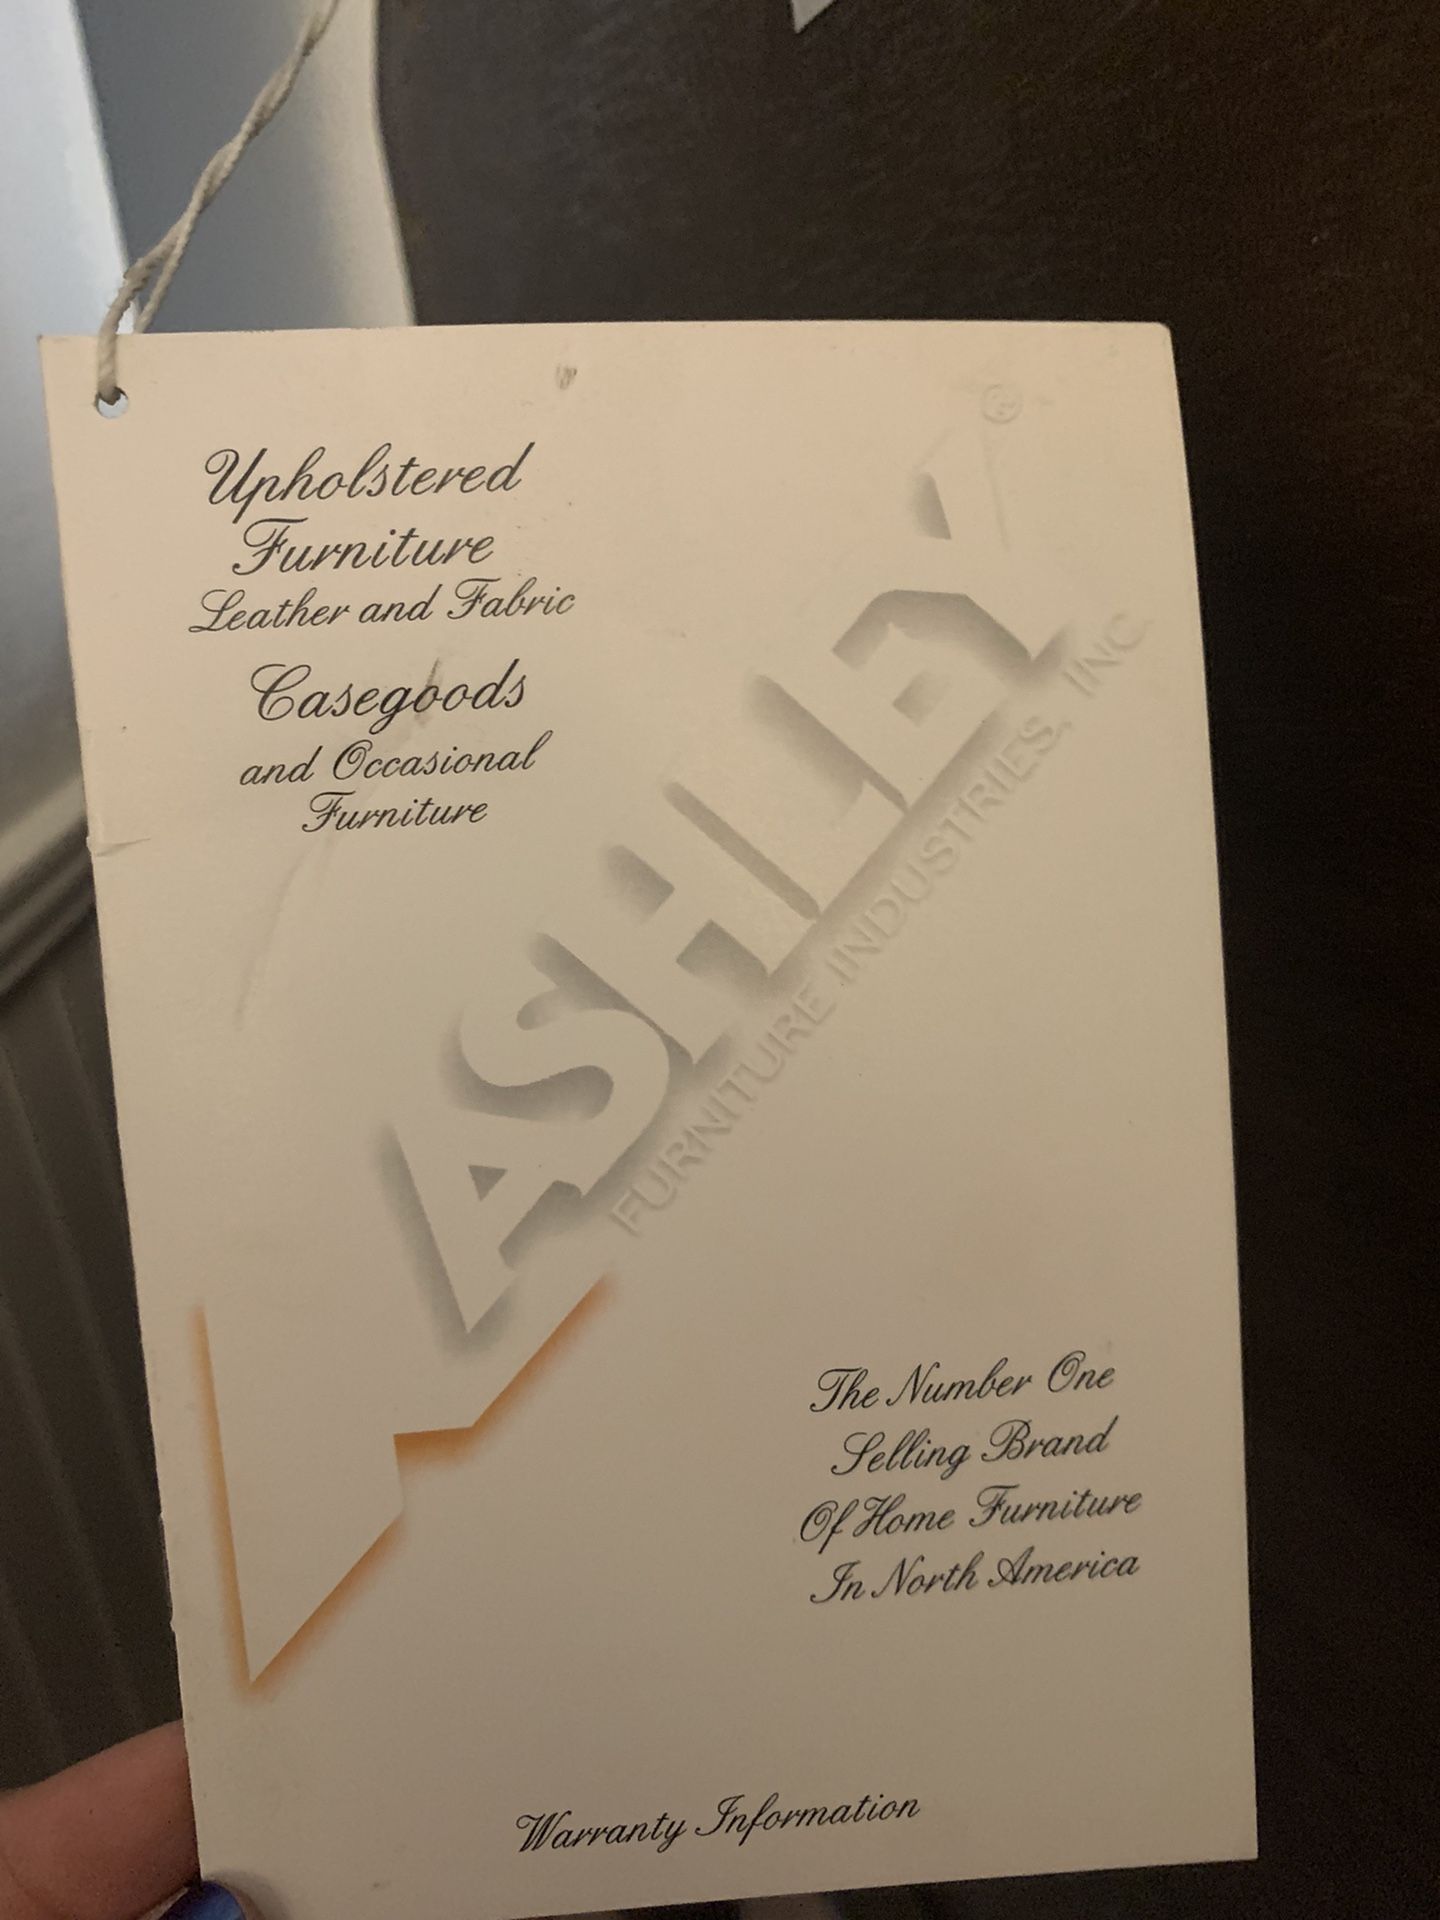 Upholstered
Furniture
Leather and Fabric
Casegoods
and Occasional
Furniture
ASHLEY®
FURNITURE INDUSTRIES, INC.
The Number One
Selling Brand
Of Home Furniture
In North America
Warranty Information